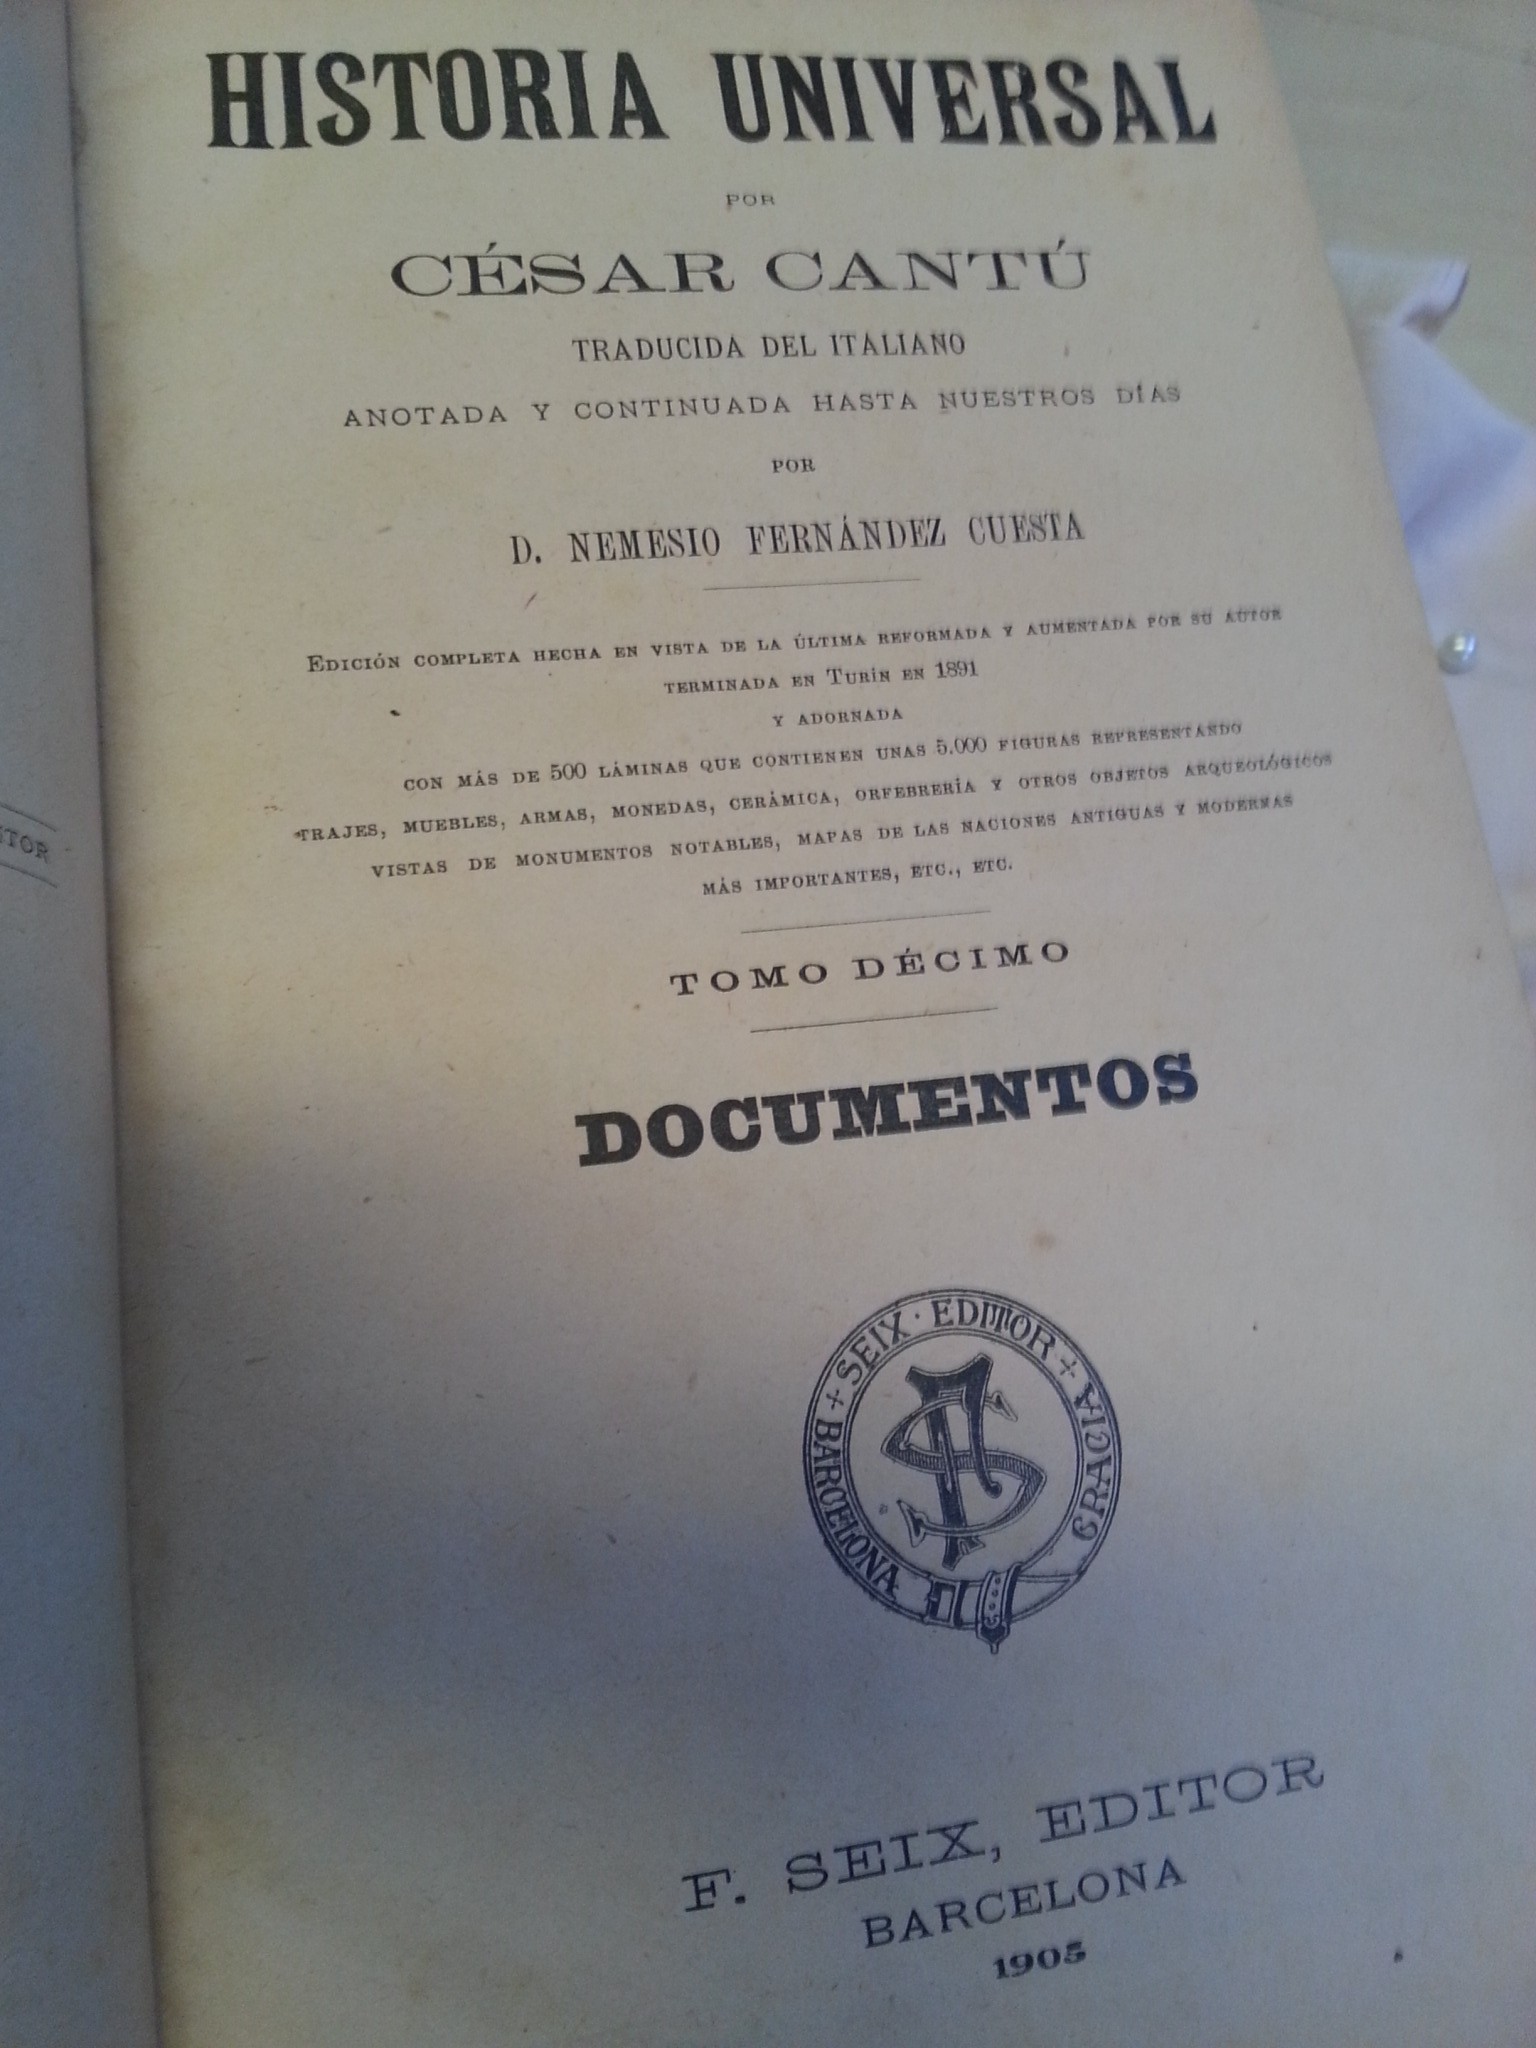 HISTORIA UNIVERSAL
POR
CÉSAR CANTÚ
TRADUCIDA DEL ITALIANO
ANOTADA Y CONTINUADA HASTA NUESTROS DÍAS
POR
D. NEMESIO FERNÁNDEZ CUESTA
EDICIÓN COMPLETA HECHA EN VISTA DE LA ÚLTIMA REFORMADA Y AUMENTADA POR SU AUTOR
TERMINADA EN TURÍN EN 1891
Y ADORNADA
CON MÁS DE 500 LÁMINAS QUE CONTIENEN UNAS 5.000 FIGURAS REPRESENTANDO
TRAJES, MUEBLES, ARMAS, MONEDAS, CERÁMICA, ORFEBRERÍA Y OTROS OBJETOS ARQUEOLÓGICOS
VISTAS DE MONUMENTOS NOTABLES, MAPAS DE LAS NACIONES ANTIGUAS Y MODERNAS
MÁS IMPORTANTES, ETC., ETC.
TOMO DÉCIMO
DOCUMENTOS
BARCELONA + SEIX · EDITOR + GRACIA
F. SEIX, EDITOR
BARCELONA
1905